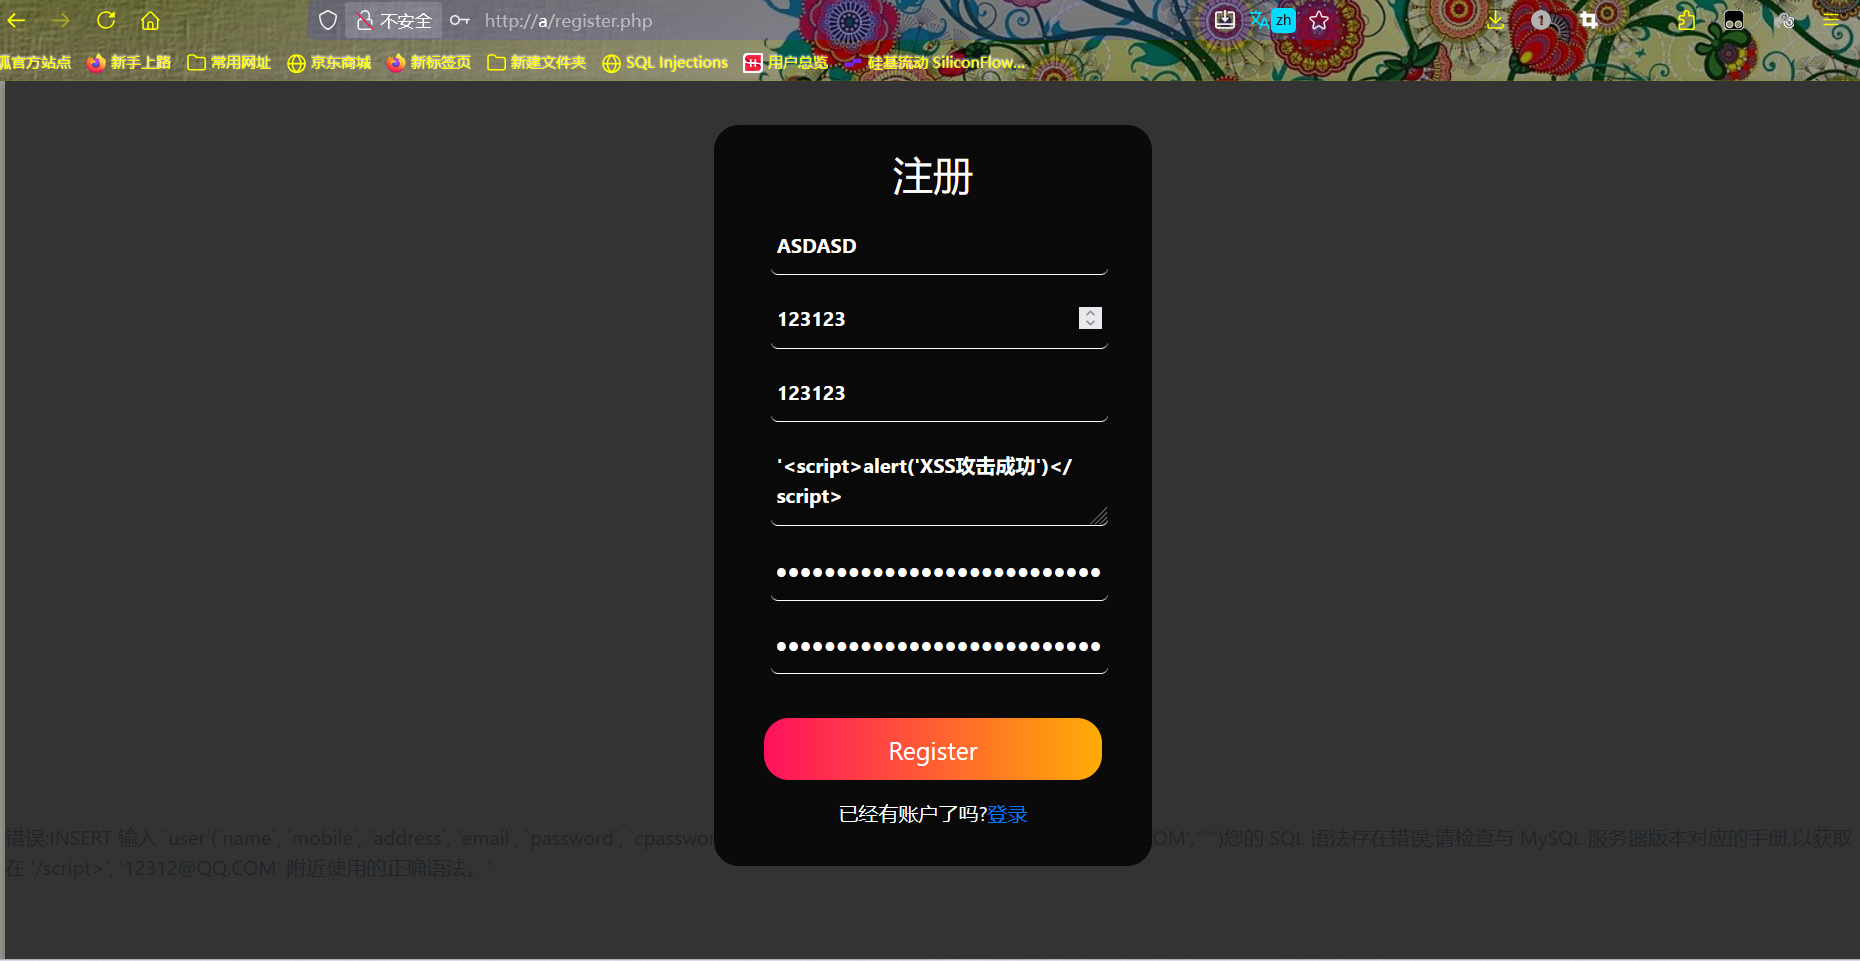 不安全
http://a/register.php
zh
1
狐官方站点 新手上路 常用网址 京东商城 新标签页 新建文件夹 SQL Injections 用户总览 硅基流动 SiliconFlow...
注册
ASDASD
123123
123123
'<script>alert('XSS攻击成功')</
script>
Register
已经有账户了吗?登录
错误:INSERT 输入 `user`(`name`, `mobile`, `address`, `email`, `password`, `cpassword` .COM',""")您的 SQL 语法存在错误;请检查与 MySQL 服务器版本对应的手册,以获取
在 '/script>', '12312@QQ.COM' 附近使用的正确语法。"